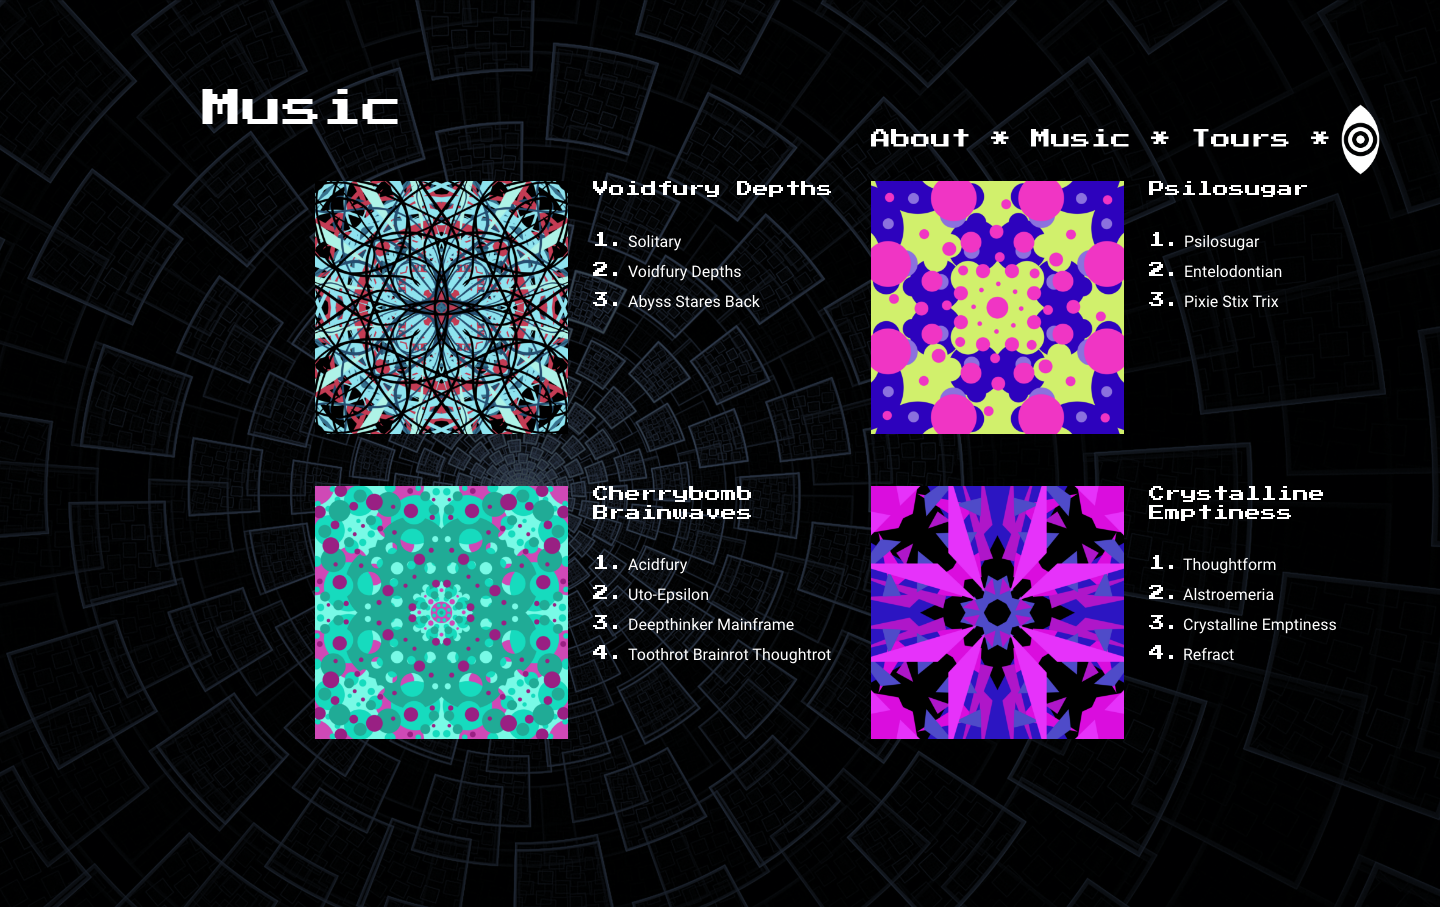 Music
About * Music * Tours *
Voidfury Depths
1. Solitary
2. Voidfury Depths
3. Abyss Stares Back
Psilosugar
1. Psilosugar
2. Entelodontian
3. Pixie Stix Trix
Cherrybomb
Brainwaves
1. Acidfury
2. Uto-Epsilon
3. Deepthinker Mainframe
4. Toothrot Brainrot Thoughtrot
Crystalline
Emptiness
1. Thoughtform
2. Alstroemeria
3. Crystalline Emptiness
4. Refract